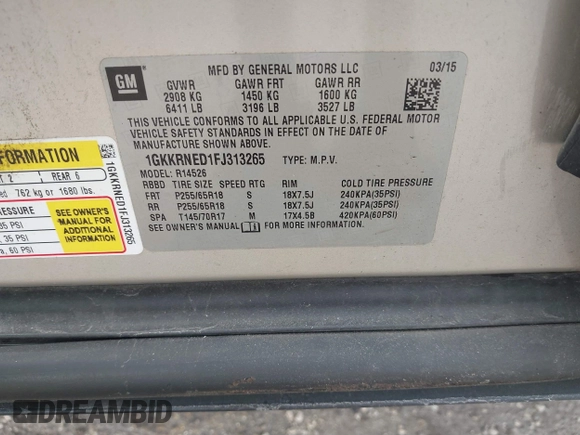 GM
MFD BY GENERAL MOTORS LLC 03/15
GVWR GAWR FRT GAWR RR
2908 KG 1450 KG 1600 KG
6411 LB 3196 LB 3527 LB
THIS VEHICLE CONFORMS TO ALL APPLICABLE U.S. FEDERAL MOTOR
VEHICLE SAFETY STANDARDS IN EFFECT ON THE DATE OF
MANUFACTURE SHOWN ABOVE.
1GKKRNED1FJ313265 TYPE: M.P.V.
MODEL: R14526
RBBD TIRE SIZE SPEED RTG RIM COLD TIRE PRESSURE
FRT P255/65R18 S 18X7.5J 240KPA(35PSI)
RR P255/65R18 S 18X7.5J 240KPA(35PSI)
SPA T145/70R17 M 17X4.5B 420KPA(60PSI)
SEE OWNER'S MANUAL FOR MORE INFORMATION.
FORMATION
T 2 REAR 6
762 kg or 1680 lbs.
SEE OWNER'S
MANUAL FOR
ADDITIONAL
INFORMATION
35 PSI
35 PSI
60 PSI
1GKKRNED1FJ313265
DREAMBID